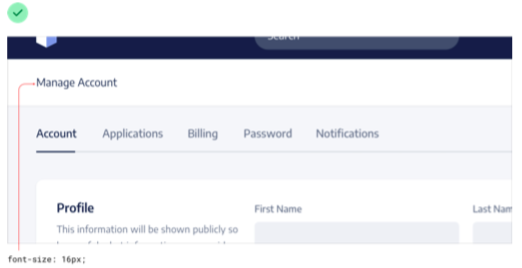 Search
Manage Account
Account Applications Billing Password Notifications
Profile
First Name
Last Nam
This information will be shown publicly so
font-size: 16px;